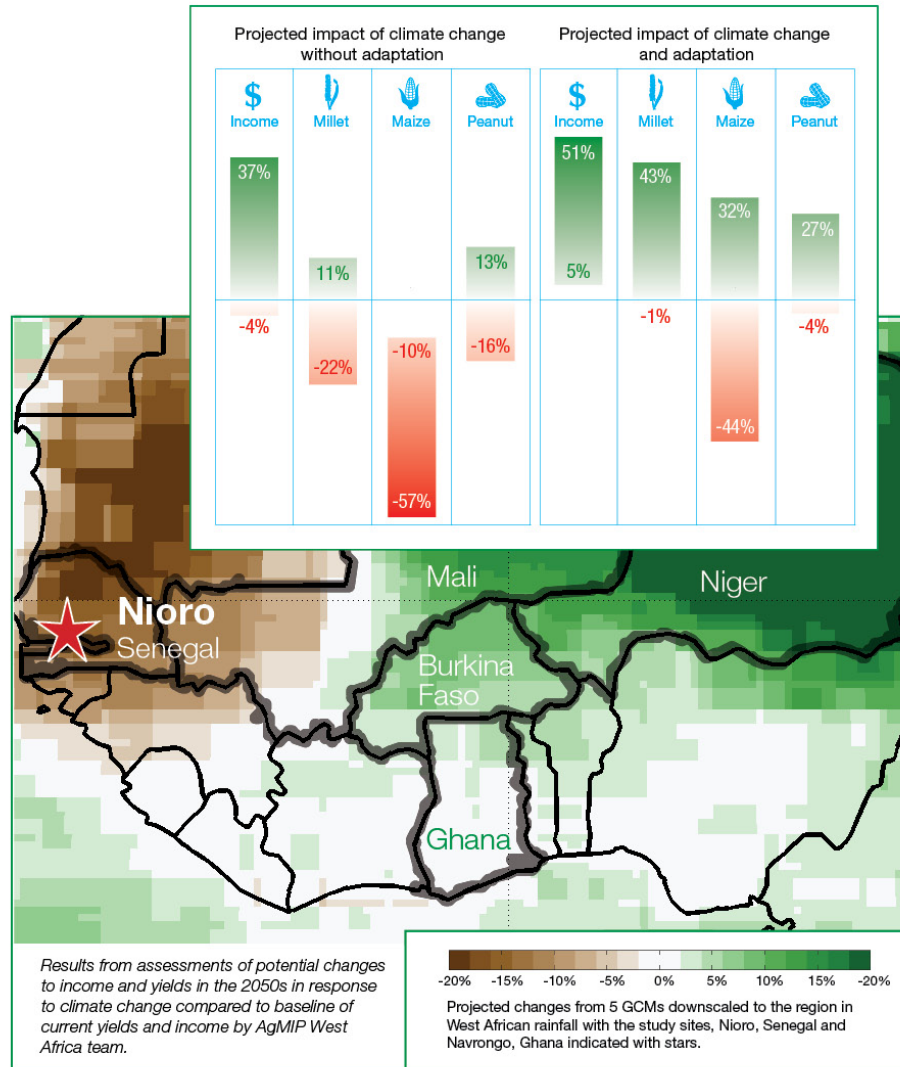 Projected impact of climate change
without adaptation
Projected impact of climate change
and adaptation
$
Income
Millet
Maize
Peanut
$
Income
Millet
Maize
Peanut
37%
11%
13%
-4%
-22%
-10%
-16%
-57%
51%
43%
32%
27%
5%
-1%
-4%
-44%
Mali
Niger
Nioro
Senegal
Burkina
Faso
Ghana
Results from assessments of potential changes
to income and yields in the 2050s in response
to climate change compared to baseline of
current yields and income by AgMIP West
Africa team.
-20% -15% -10% -5% 0% 5% 10% 15% -20%
Projected changes from 5 GCMs downscaled to the region in
West African rainfall with the study sites, Nioro, Senegal and
Navrongo, Ghana indicated with stars.